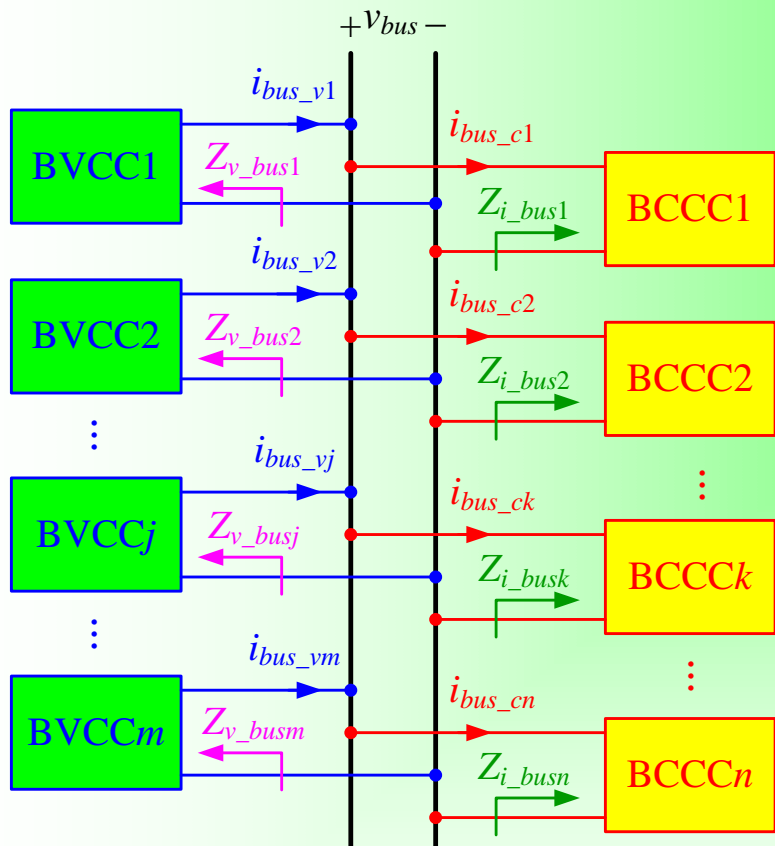 + v_bus −
i_bus_v1
BVCC1
Z_v_bus1
i_bus_c1
Z_i_bus1
BCCC1
i_bus_v2
BVCC2
Z_v_bus2
i_bus_c2
Z_i_bus2
BCCC2
⋮
⋮
i_bus_vj
BVCCj
Z_v_busj
i_bus_ck
Z_i_busk
BCCCk
⋮
⋮
i_bus_vm
BVCCm
Z_v_busm
i_bus_cn
Z_i_busn
BCCCn